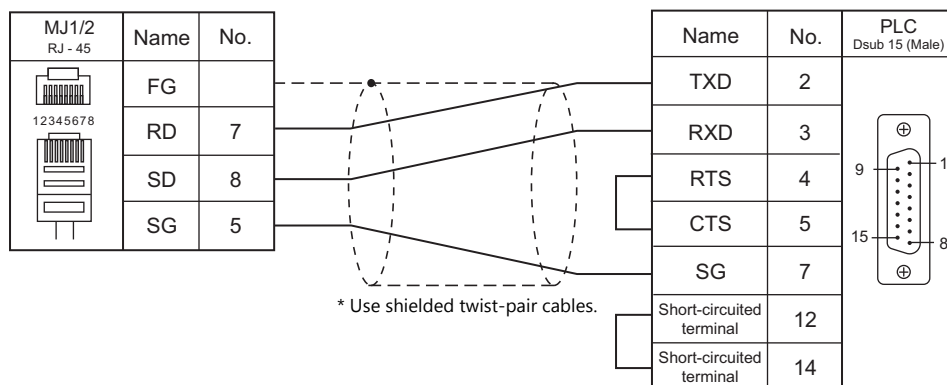 MJ1/2
RJ - 45
Name No.
12345678
FG
RD 7
SD 8
SG 5
* Use shielded twist-pair cables.
Name No.
PLC
Dsub 15 (Male)
TXD 2
RXD 3
RTS 4
CTS 5
SG 7
Short-circuited
terminal
12
Short-circuited
terminal
14
9 1
15 8